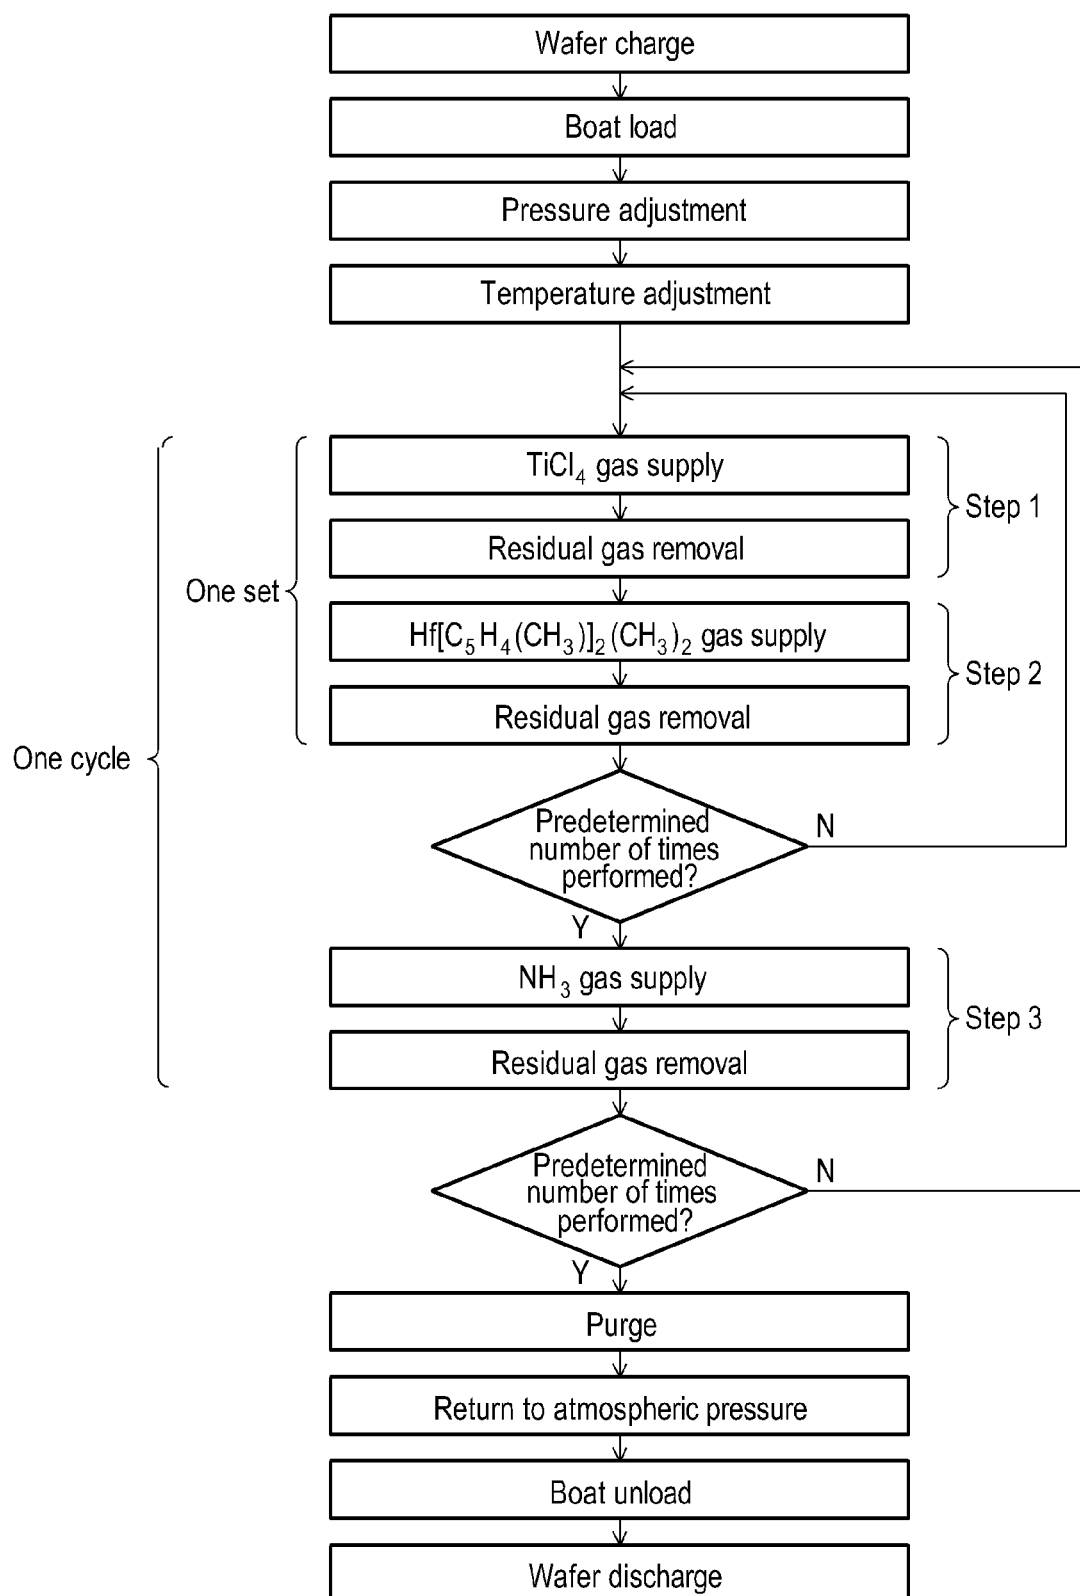 Wafer charge
Boat load
Pressure adjustment
Temperature adjustment
TiCl₄ gas supply
Step 1
Residual gas removal
One set
Hf[C₅H₄(CH₃)]₂(CH₃)₂ gas supply
Step 2
Residual gas removal
One cycle
Predetermined
number of times
performed?
N
Y
NH₃ gas supply
Step 3
Residual gas removal
Predetermined
number of times
performed?
N
Y
Purge
Return to atmospheric pressure
Boat unload
Wafer discharge